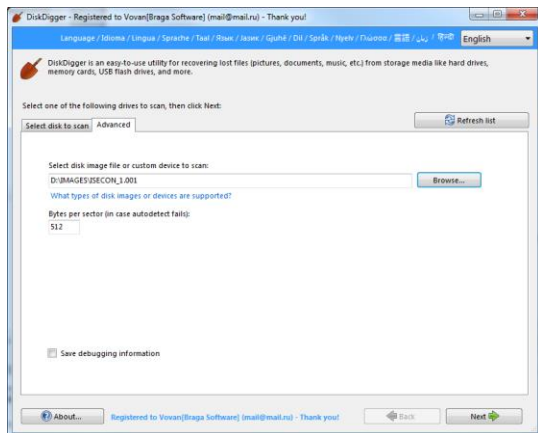 DiskDigger - Registered to Vovan[Braga Software] (mail@mail.ru) - Thank you!
Language / Idioma / Lingua / Sprache / Taal / Язык / Језик / Gjuhë / Dil / Språk / Nyelv / Γλώσσα / 言語 / زبان / हिन्दी English
DiskDigger is an easy-to-use utility for recovering lost files (pictures, documents, music, etc.) from storage media like hard drives,
memory cards, USB flash drives, and more.
Select one of the following drives to scan, then click Next:
Refresh list
Select disk to scan Advanced
Select disk image file or custom device to scan:
D:\IMAGES\ISECON_1.001 Browse...
What types of disk images or devices are supported?
Bytes per sector (in case autodetect fails):
512
Save debugging information
About... Registered to Vovan[Braga Software] (mail@mail.ru) - Thank you! Back Next